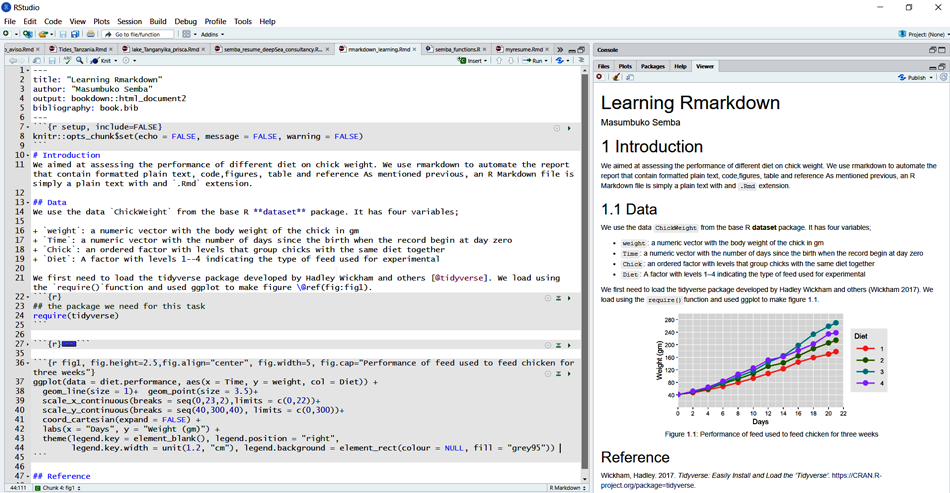 RStudio
File Edit Code View Plots Session Build Debug Profile Tools Help
Go to file/function Addins Project: (None)
o_aviso.Rmd Tides_Tanzania.Rmd lake_Tanganyika_prisca.Rmd semba_resume_deepSea_consultancy.R... rmarkdown_learning.Rmd semba_functions.R myresume.Rmd
Knit Insert Run
1 ---
2 title: "Learning Rmarkdown"
3 author: "Masumbuko Semba"
4 output: bookdown::html_document2
5 bibliography: book.bib
6 ---
7 ```{r setup, include=FALSE}
8 knitr::opts_chunk$set(echo = FALSE, message = FALSE, warning = FALSE)
9 ```
10 # Introduction
11 We aimed at assessing the performance of different diet on chick weight. We use rmarkdown to automate the report
that contain formatted plain text, code,figures, table and reference As mentioned previous, an R Markdown file is
simply a plain text with and `.Rmd` extension.
12
13 ## Data
14 We use the data `ChickWeight` from the base R **dataset** package. It has four variables;
15
16 + `weight`: a numeric vector with the body weight of the chick in gm
17 + `Time`: a numeric vector with the number of days since the birth when the record begin at day zero
18 + `Chick`: an ordered factor with levels that group chicks with the same diet together
19 + `Diet`: A factor with levels 1--4 indicating the type of feed used for experimental
20
21 We first need to load the tidyverse package developed by Hadley Wickham and others [@tidyverse]. We load using
the `require()`function and used ggplot to make figure \@ref(fig:fig1).
22 ```{r}
23 ## the package we need for this task
24 require(tidyverse)
25 ```
26
27 ```{r} ```
35
36 ```{r fig1, fig.height=2.5,fig.align="center", fig.width=5, fig.cap="Performance of feed used to feed chicken for
three weeks"}
37 ggplot(data = diet.performance, aes(x = Time, y = weight, col = Diet)) +
38 geom_line(size = 1)+ geom_point(size = 3.5)+
39 scale_x_continuous(breaks = seq(0,23,2),limits = c(0,22))+
40 scale_y_continuous(breaks = seq(40,300,40), limits = c(0,300))+
41 coord_cartesian(expand = FALSE) +
42 labs(x = "Days", y = "Weight (gm)") +
43 theme(legend.key = element_blank(), legend.position = "right",
44 legend.key.width = unit(1.2, "cm"), legend.background = element_rect(colour = NULL, fill = "grey95"))
45 ```
46
47 ## Reference
44:111 Chunk 4: fig1 R Markdown
Console
Files Plots Packages Help Viewer
Publish
Learning Rmarkdown
Masumbuko Semba
1 Introduction
We aimed at assessing the performance of different diet on chick weight. We use rmarkdown to automate the
report that contain formatted plain text, code,figures, table and reference As mentioned previous, an R
Markdown file is simply a plain text with and .Rmd extension.
1.1 Data
We use the data ChickWeight from the base R dataset package. It has four variables;
weight : a numeric vector with the body weight of the chick in gm
Time : a numeric vector with the number of days since the birth when the record begin at day zero
Chick : an ordered factor with levels that group chicks with the same diet together
Diet : A factor with levels 1–4 indicating the type of feed used for experimental
We first need to load the tidyverse package developed by Hadley Wickham and others (Wickham 2017). We
load using the require() function and used ggplot to make figure 1.1.
280
240
200
160
120
80
40
Weight (gm)
0 2 4 6 8 10 12 14 16 18 20 22
Days
Diet
1
2
3
4
Figure 1.1: Performance of feed used to feed chicken for three weeks
Reference
Wickham, Hadley. 2017. Tidyverse: Easily Install and Load the 'Tidyverse'. https://CRAN.R-
project.org/package=tidyverse.